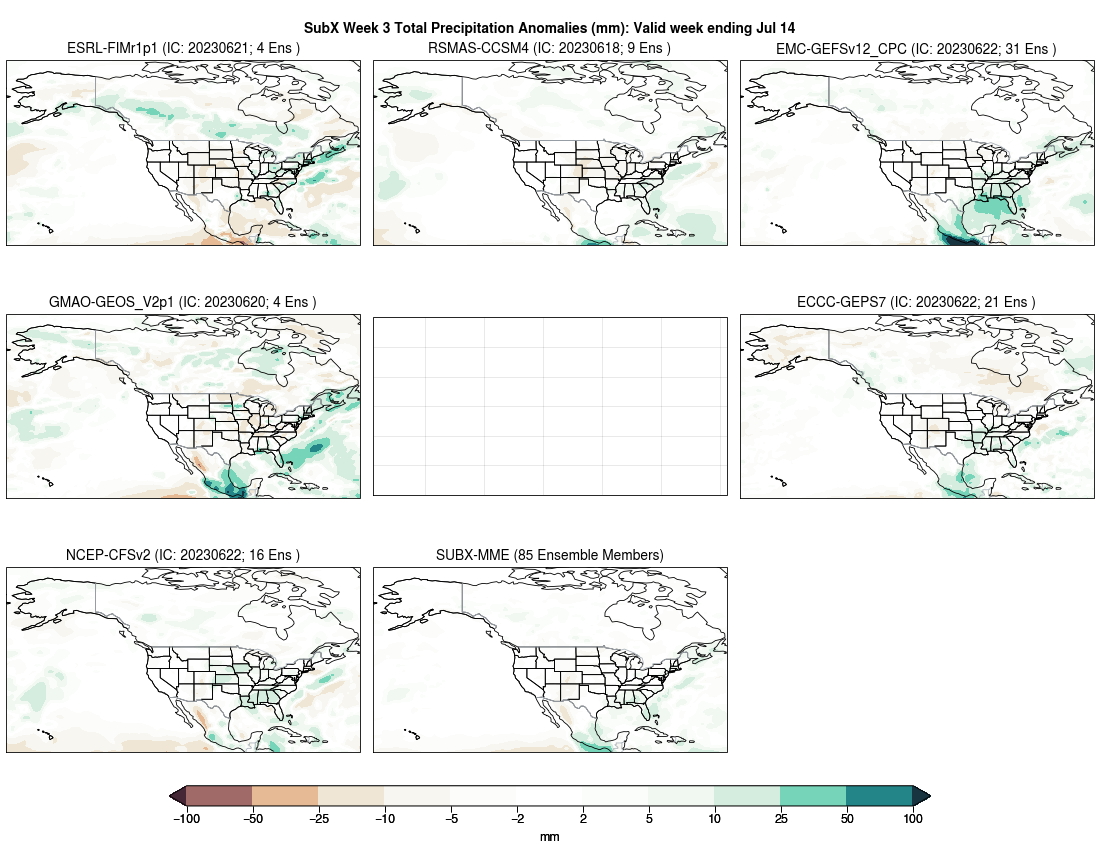 SubX Week 3 Total Precipitation Anomalies (mm): Valid week ending Jul 14
ESRL-FIMr1p1 (IC: 20230621; 4 Ens )
RSMAS-CCSM4 (IC: 20230618; 9 Ens )
EMC-GEFSv12_CPC (IC: 20230622; 31 Ens )
GMAO-GEOS_V2p1 (IC: 20230620; 4 Ens )
ECCC-GEPS7 (IC: 20230622; 21 Ens )
NCEP-CFSv2 (IC: 20230622; 16 Ens )
SUBX-MME (85 Ensemble Members)
−100 −50 −25 −10 −5 −2 2 5 10 25 50 100
mm